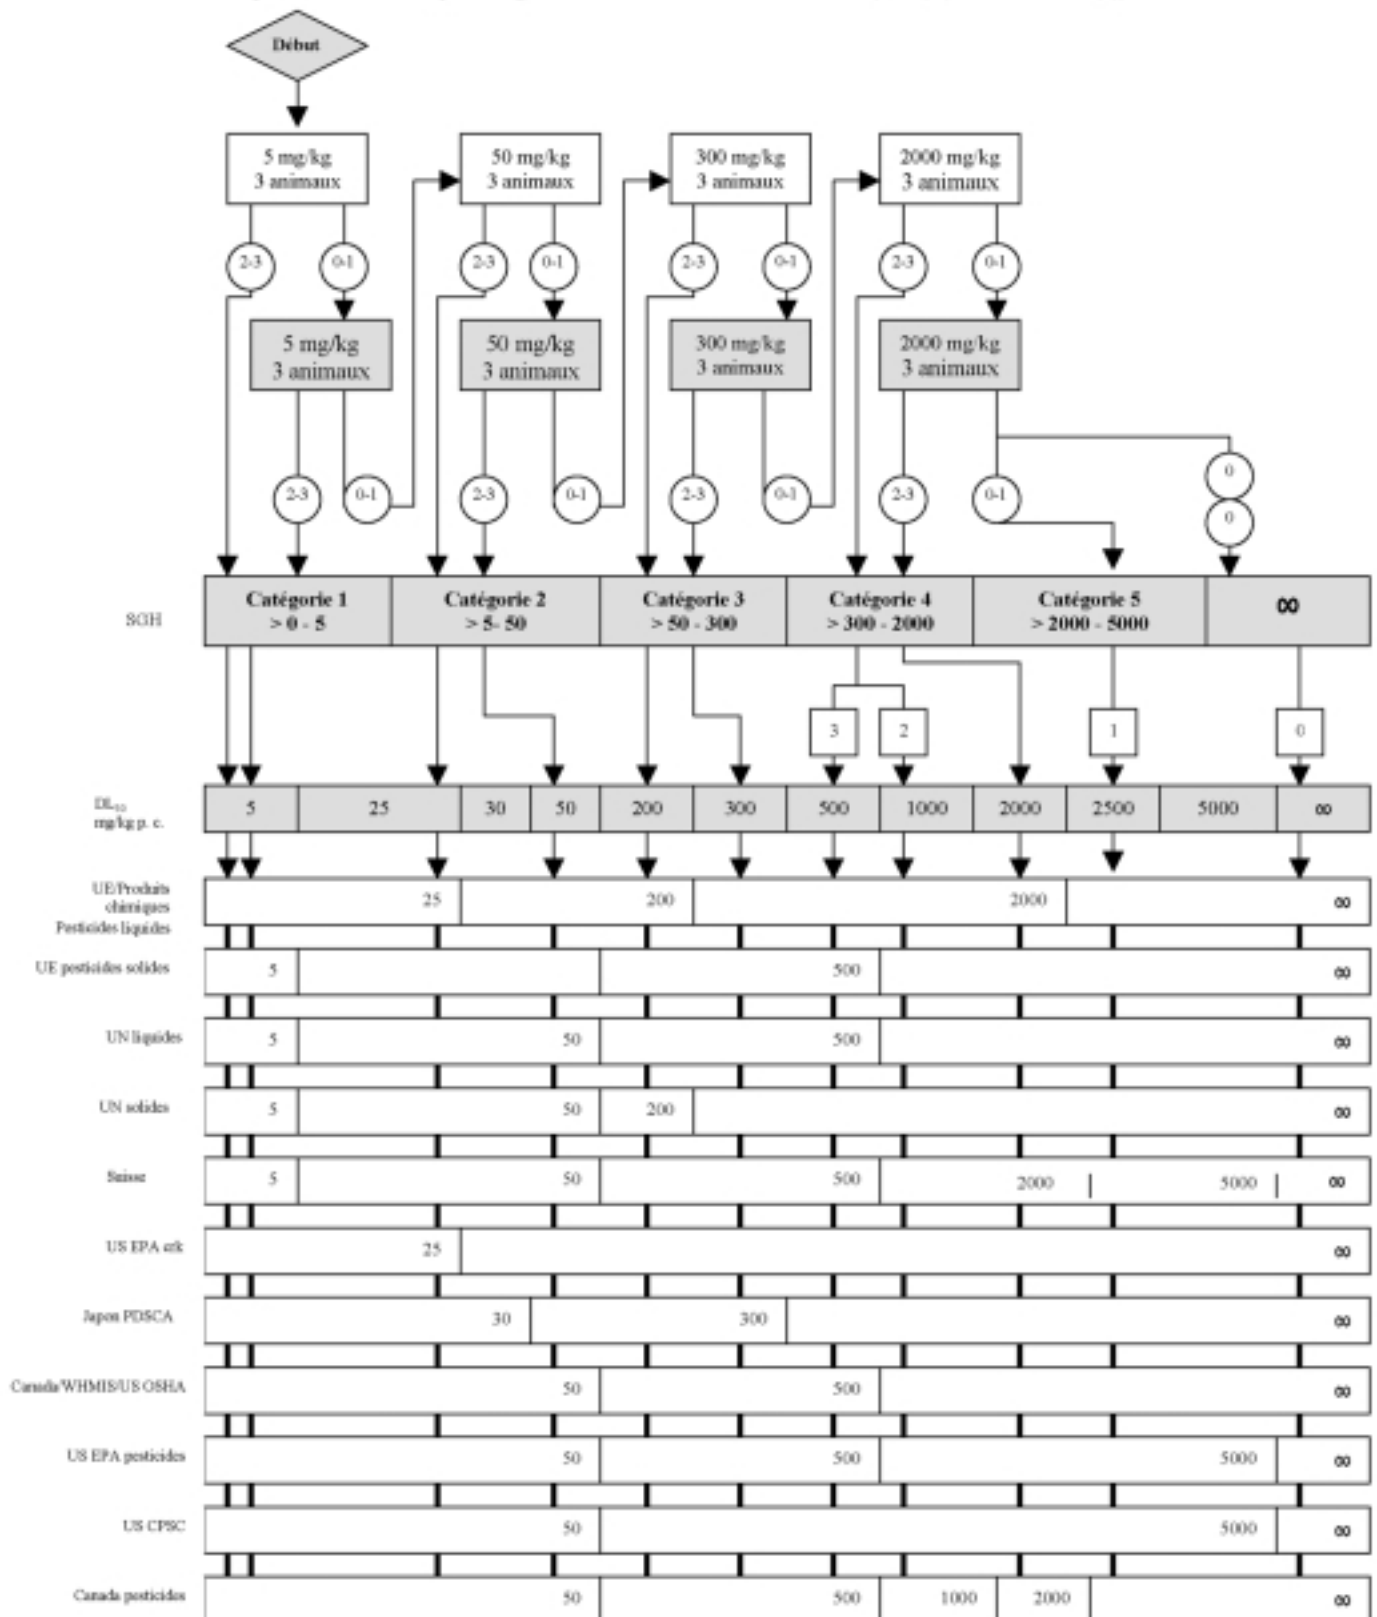 Début
5 mg/kg
3 animaux
50 mg/kg
3 animaux
300 mg/kg
3 animaux
2000 mg/kg
3 animaux
2-3
0-1
2-3
0-1
2-3
0-1
2-3
0-1
5 mg/kg
3 animaux
50 mg/kg
3 animaux
300 mg/kg
3 animaux
2000 mg/kg
3 animaux
2-3
0-1
2-3
0-1
2-3
0-1
2-3
0-1
0
0
SGH
Catégorie 1
> 0 - 5
Catégorie 2
> 5- 50
Catégorie 3
> 50 - 300
Catégorie 4
> 300 - 2000
Catégorie 5
> 2000 - 5000
∞
3
2
1
0
DL50
mg/kg p. c.
5
25
30
50
200
300
500
1000
2000
2500
5000
∞
UE/Produits
chimiques
Pesticides liquides
25
200
2000
∞
UE pesticides solides
5
500
∞
UN liquides
5
50
500
∞
UN solides
5
50
200
∞
Suisse
5
50
500
2000
5000
∞
US EPA
25
∞
Japon PDSCA
30
300
∞
Canada/WHMIS/US OSHA
50
500
∞
US EPA pesticides
50
500
5000
∞
US CPSC
50
5000
∞
Canada pesticides
50
500
1000
2000
∞